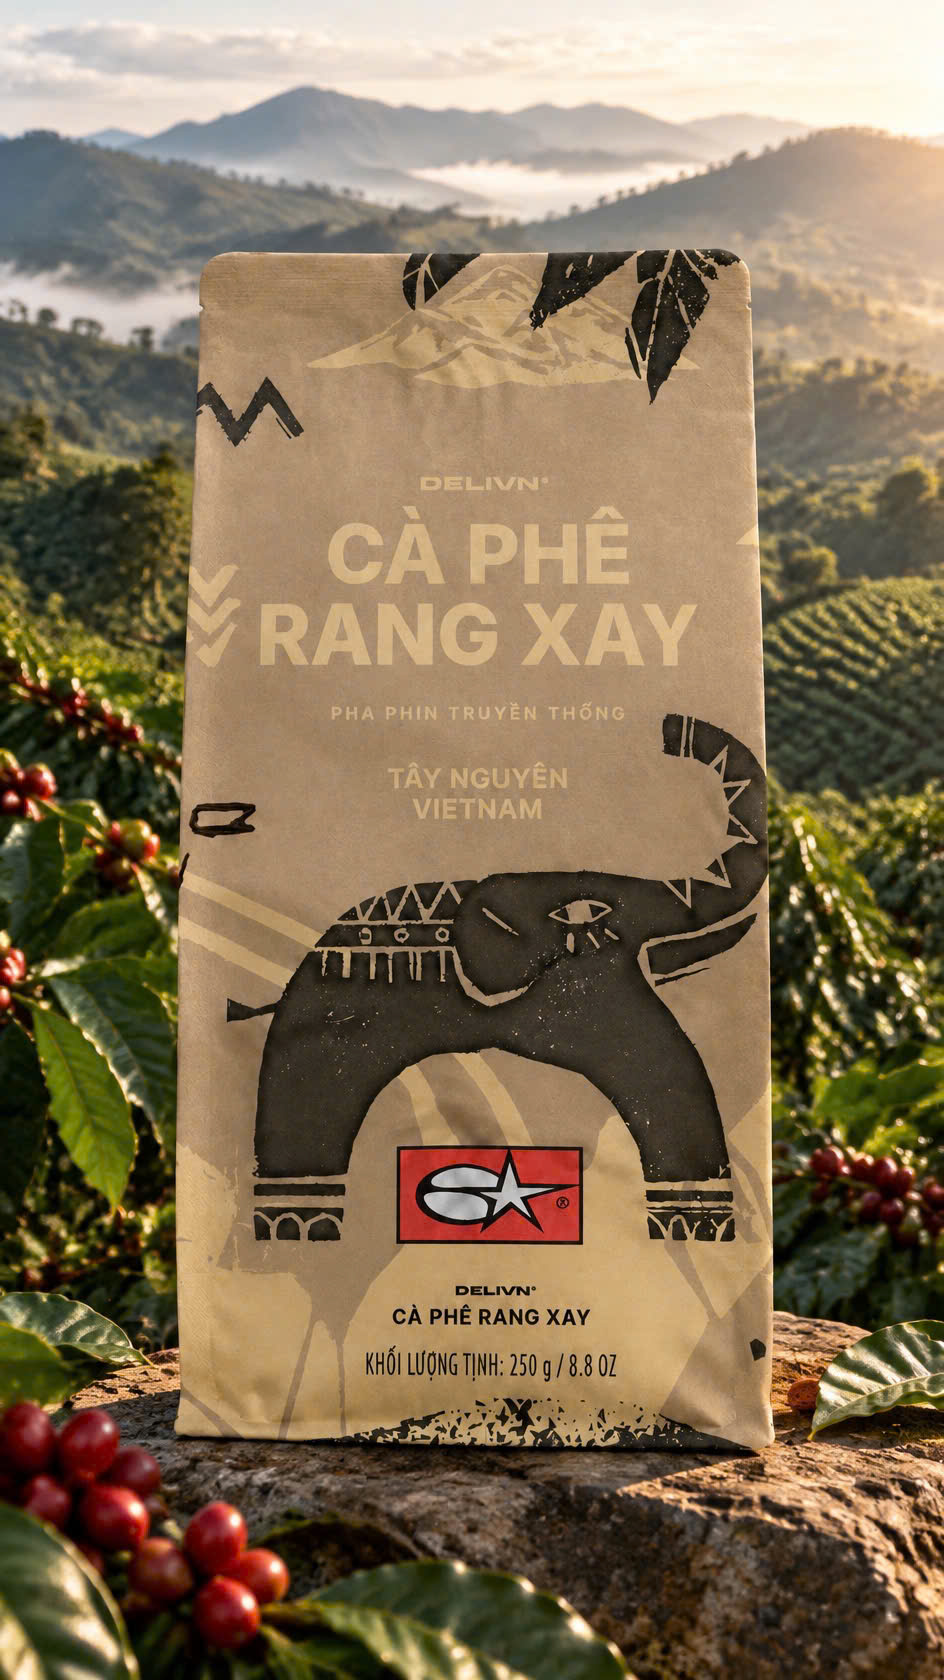 DELIVN®
CÀ PHÊ
RANG XAY
PHA PHIN TRUYỀN THỐNG
TÂY NGUYÊN
VIETNAM
®
DELIVN®
CÀ PHÊ RANG XAY
KHỐI LƯỢNG TỊNH: 250 g / 8.8 OZ